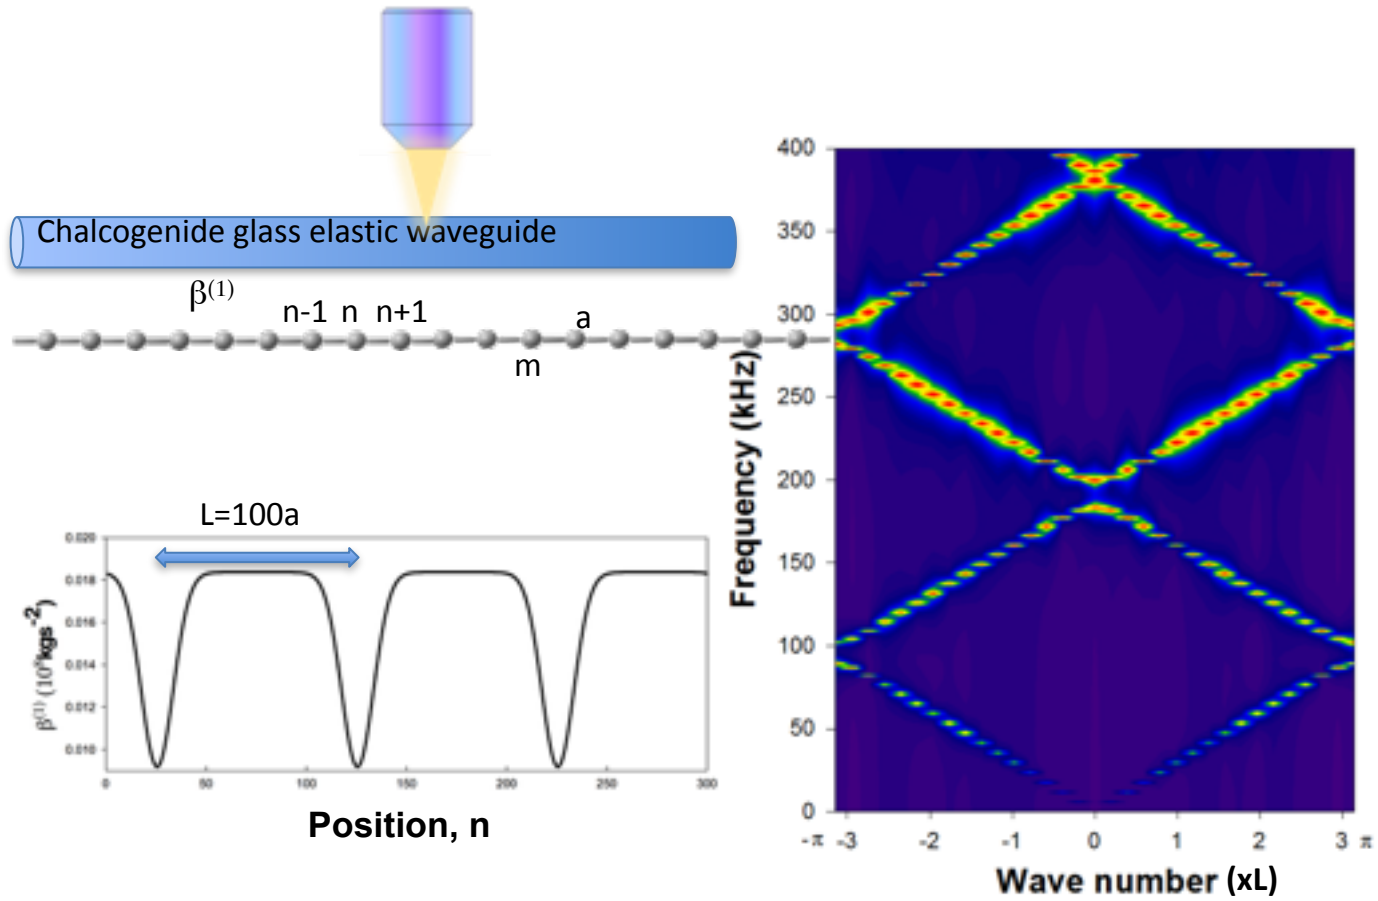 Chalcogenide glass elastic waveguide
β(1)
n-1 n n+1
a
m
L=100a
0.020
0.018
0.016
0.014
0.012
0.010
β(1) (10⁹kgs-2)
0 50 100 150 200 250 300
Position, n
400
350
300
250
200
150
100
50
0
Frequency (kHz)
-π -3 -2 -1 0 1 2 3 π
Wave number (xL)